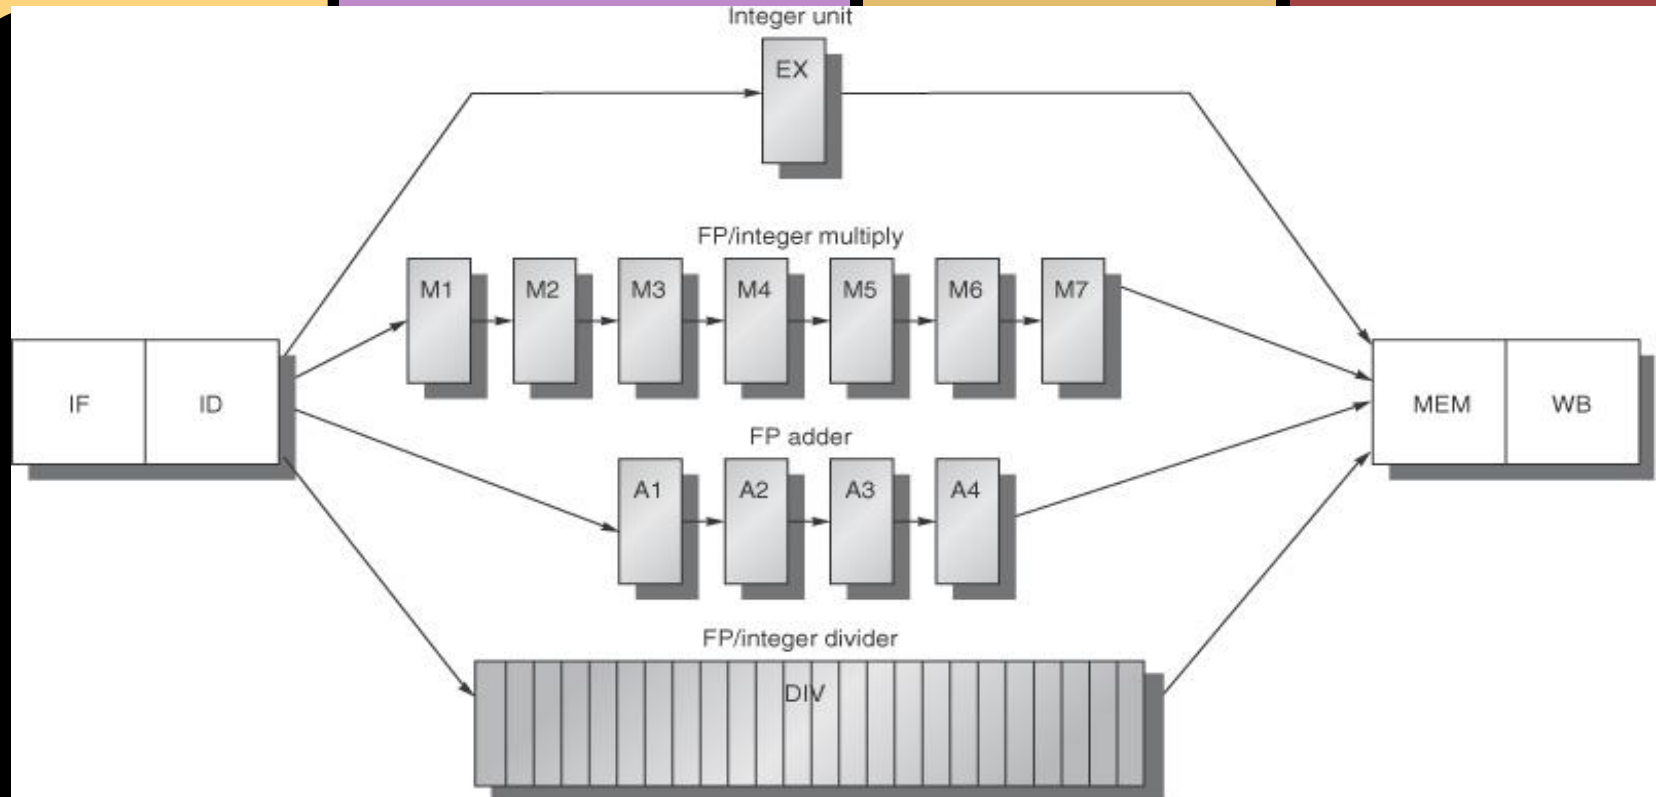 Integer unit
EX
FP/integer multiply
M1 M2 M3 M4 M5 M6 M7
IF ID
MEM WB
FP adder
A1 A2 A3 A4
FP/integer divider
DIV